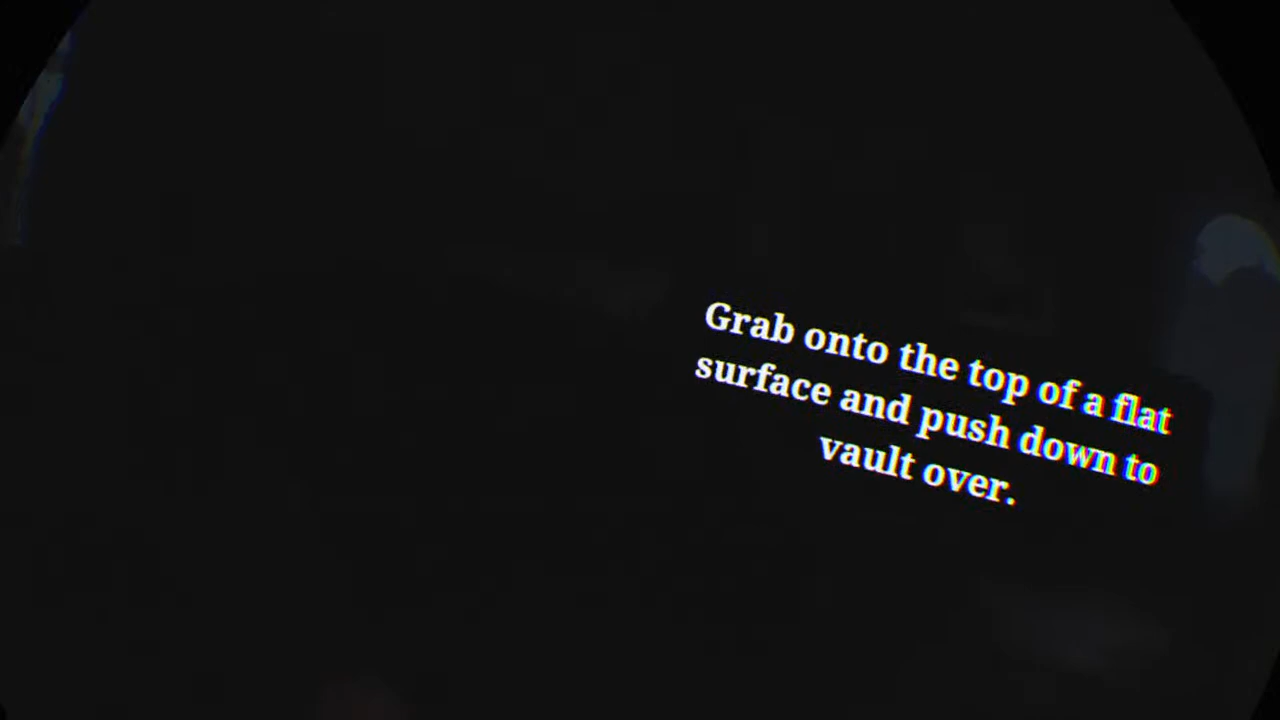 Grab onto the top of a flat
surface and push down to
vault over.